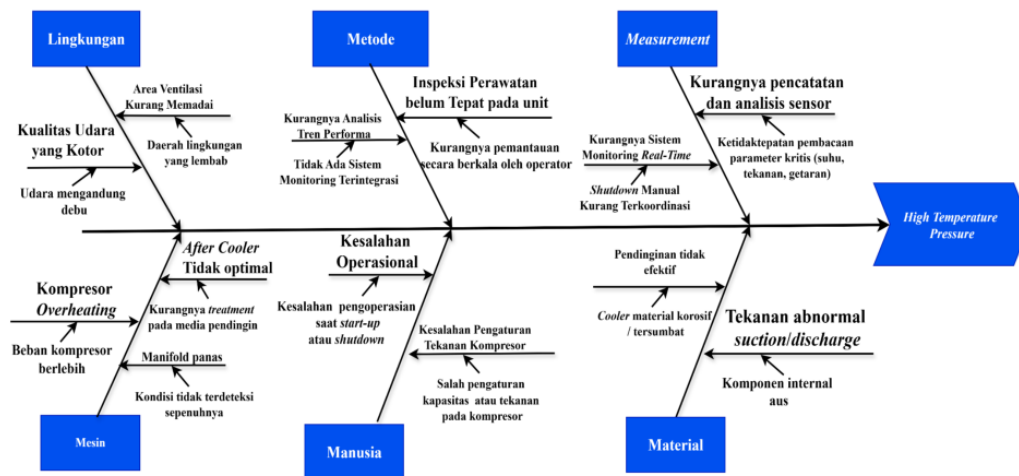 Lingkungan
Metode
Measurement
Area Ventilasi
Kurang Memadai
Daerah lingkungan
yang lembab
Kualitas Udara
yang Kotor
Udara mengandung
debu
Inspeksi Perawatan
belum Tepat pada unit
Kurangnya pemantauan
secara berkala oleh operator
Kurangnya Analisis
Tren Performa
Tidak Ada Sistem
Monitoring Terintegrasi
Kurangnya pencatatan
dan analisis sensor
Ketidaktepatan pembacaan
parameter kritis (suhu,
tekanan, getaran)
Kurangnya Sistem
Monitoring Real-Time
Shutdown Manual
Kurang Terkoordinasi
High Temperature
Pressure
After Cooler
Tidak optimal
Kurangnya treatment
pada media pendingin
Kompresor
Overheating
Beban kompresor
berlebih
Manifold panas
Kondisi tidak terdeteksi
sepenuhnya
Kesalahan
Operasional
Kesalahan pengoperasian
saat start-up
atau shutdown
Kesalahan Pengaturan
Tekanan Kompresor
Salah pengaturan
kapasitas atau tekanan
pada kompresor
Pendinginan tidak
efektif
Cooler material korosif
/ tersumbat
Tekanan abnormal
suction/discharge
Komponen internal
aus
Mesin
Manusia
Material